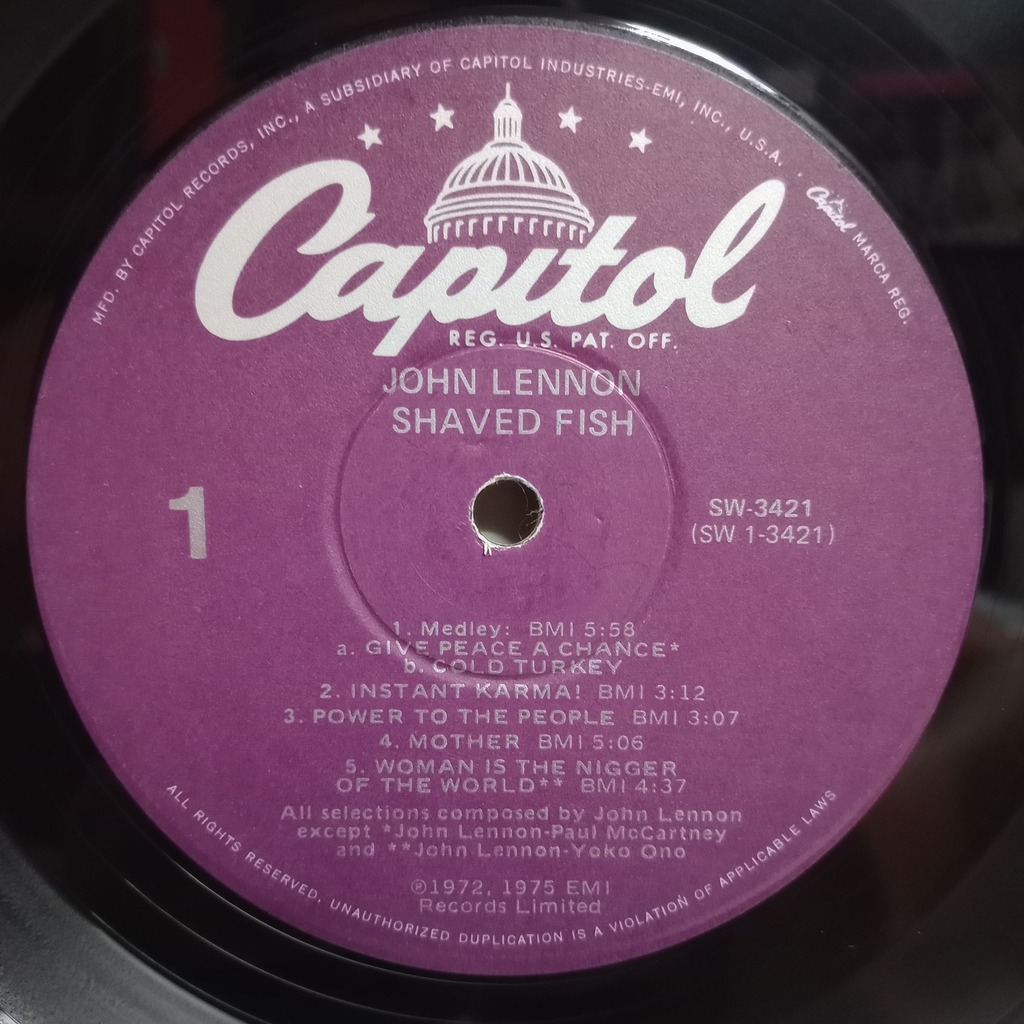 MFD. BY CAPITOL RECORDS, INC., A SUBSIDIARY OF CAPITOL INDUSTRIES-EMI, INC., U.S.A. . Capitol MARCA REG.
Capitol
REG. U.S. PAT. OFF.
JOHN LENNON
SHAVED FISH
1
SW-3421
(SW 1-3421)
1. Medley: BMI 5:58
a. GIVE PEACE A CHANCE*
b. COLD TURKEY
2. INSTANT KARMA! BMI 3:12
3. POWER TO THE PEOPLE BMI 3:07
4. MOTHER BMI 5:06
5. WOMAN IS THE NIGGER
OF THE WORLD** BMI 4:37
All selections composed by John Lennon
except *John Lennon-Paul McCartney
and **John Lennon-Yoko Ono
℗1972, 1975 EMI
Records Limited
ALL RIGHTS RESERVED. UNAUTHORIZED DUPLICATION IS A VIOLATION OF APPLICABLE LAWS